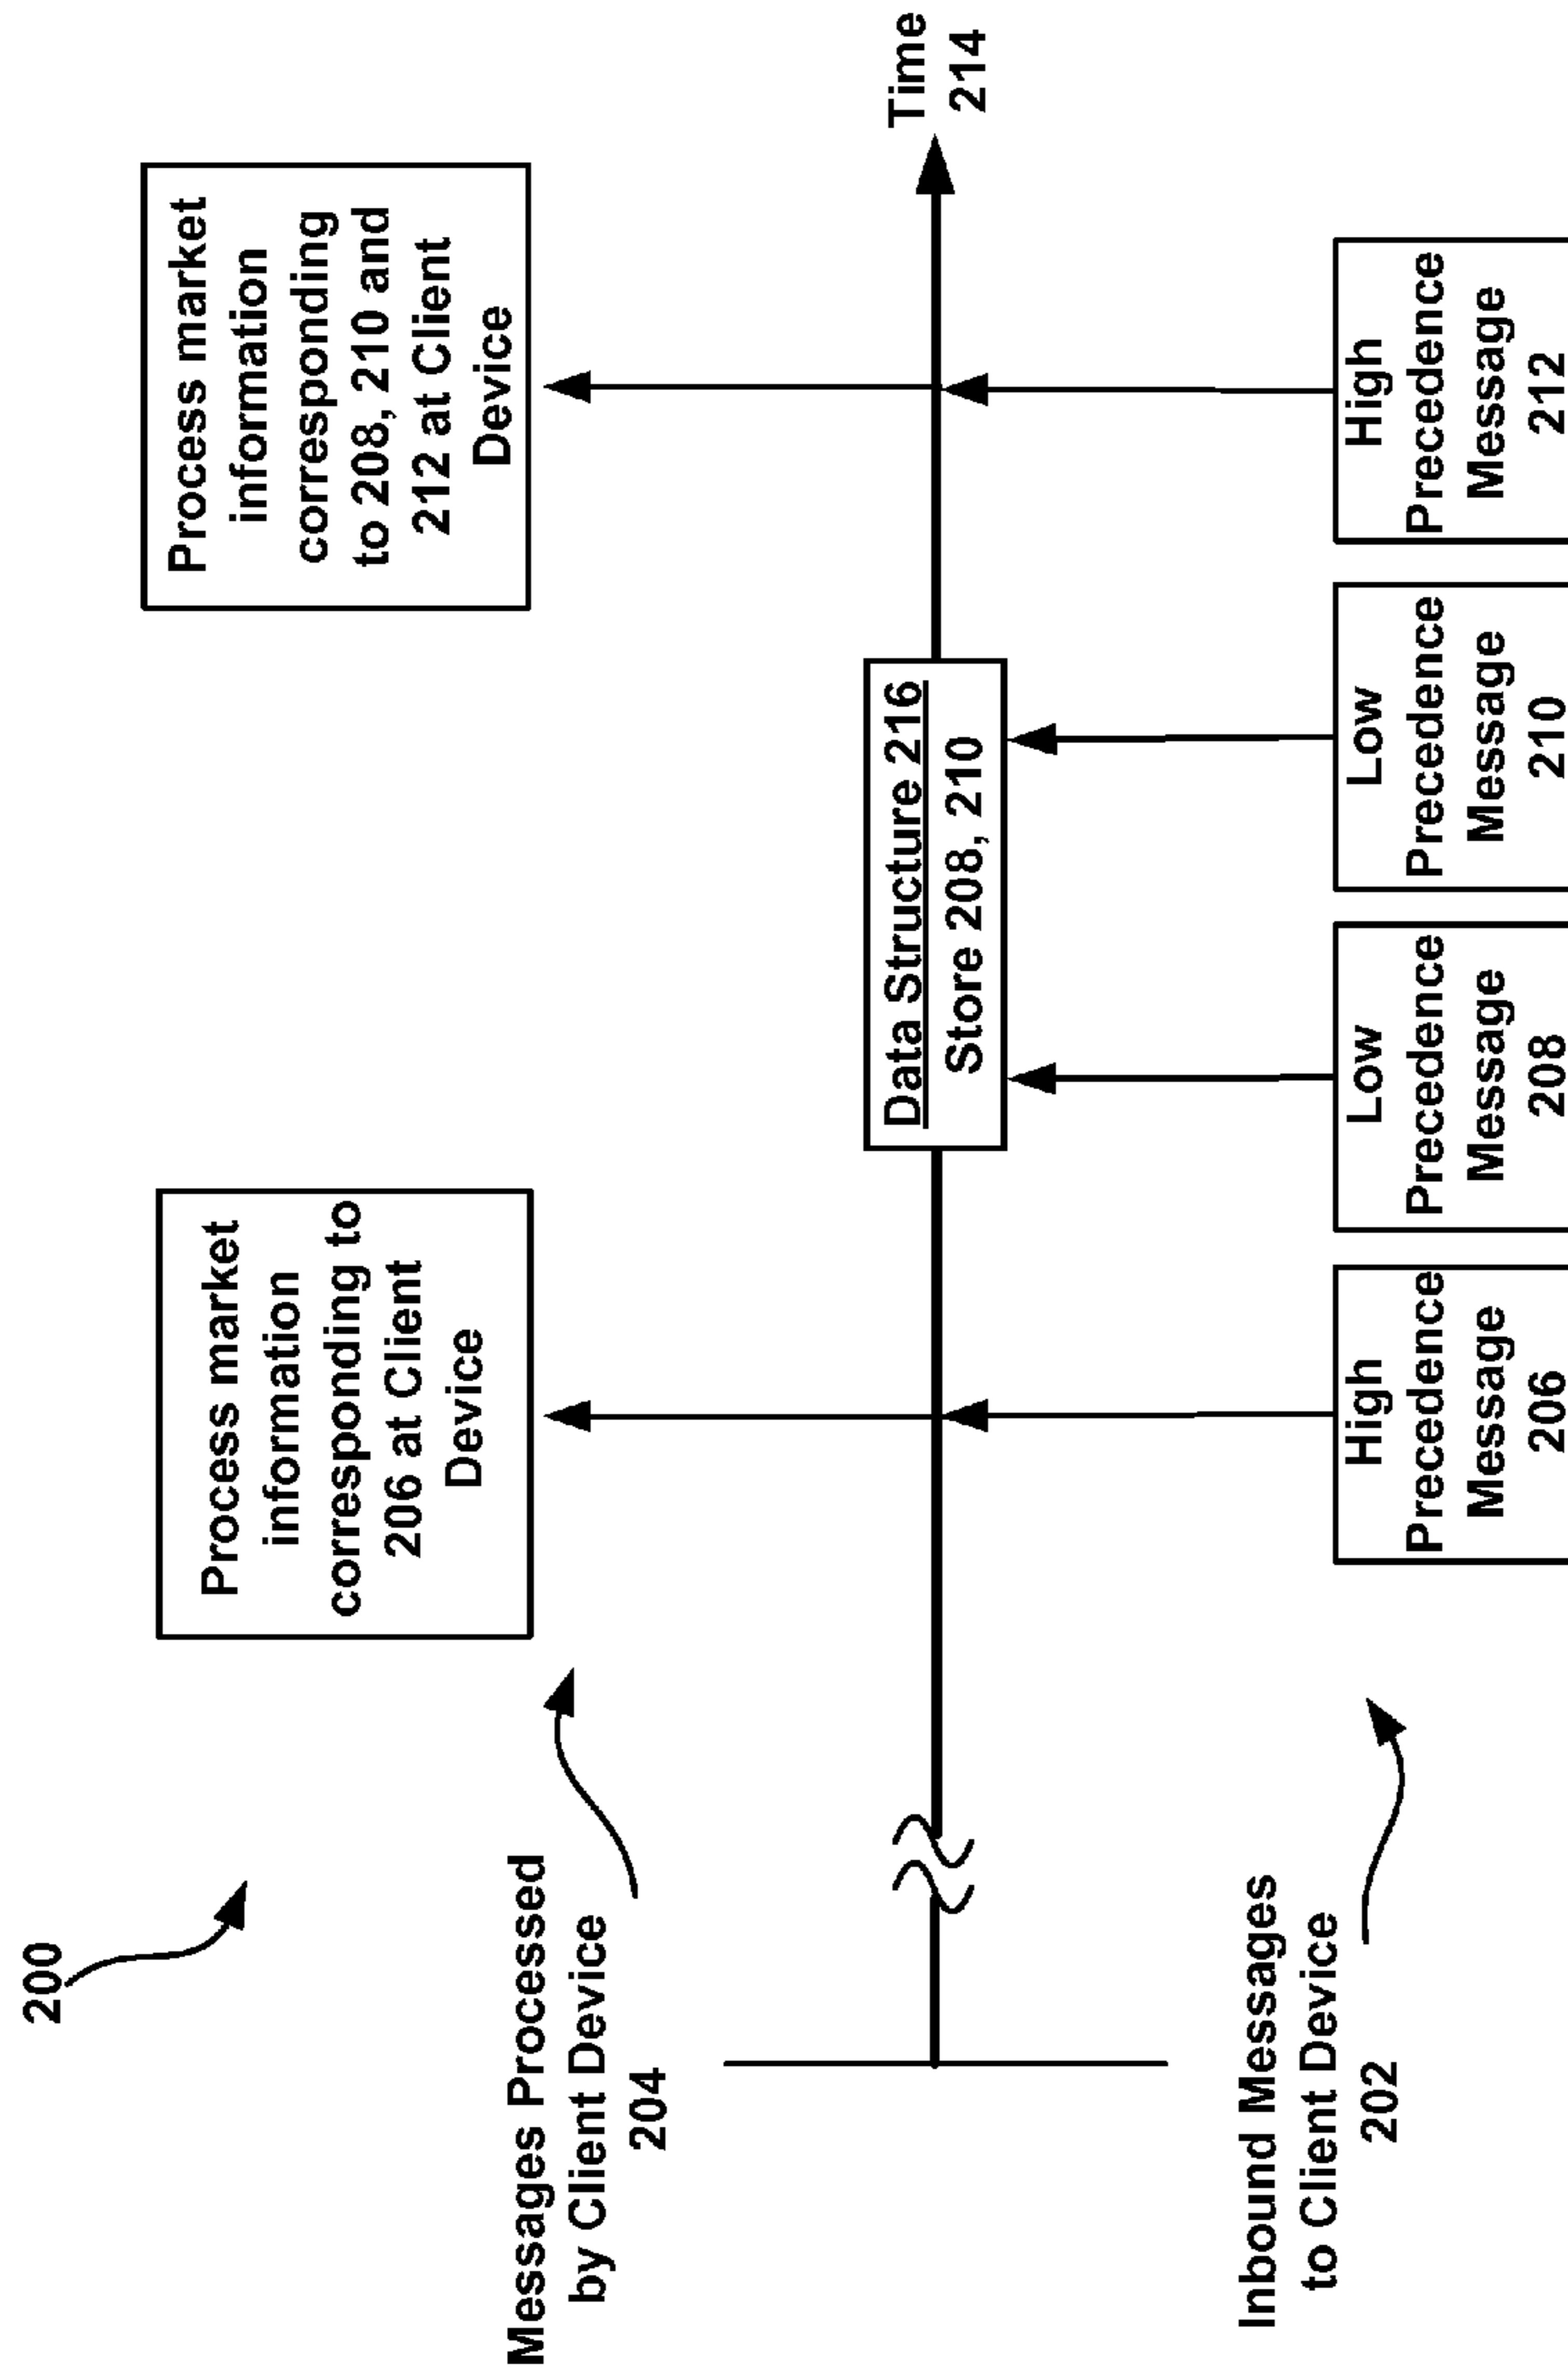 200
Messages Processed
by Client Device
204
Process market
information
corresponding to
206 at Client
Device
Process market
information
corresponding
to 208, 210 and
212 at Client
Device
Data Structure 216
Store 208, 210
Time
214
Inbound Messages
to Client Device
202
High
Precedence
Message
206
Low
Precedence
Message
208
Low
Precedence
Message
210
High
Precedence
Message
212